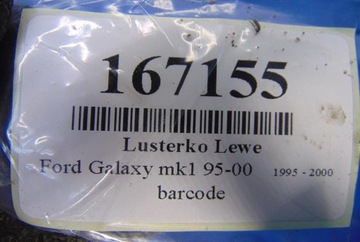 167155
Lusterko Lewe
Ford Galaxy mk1 95-00 1995 - 2000
barcode